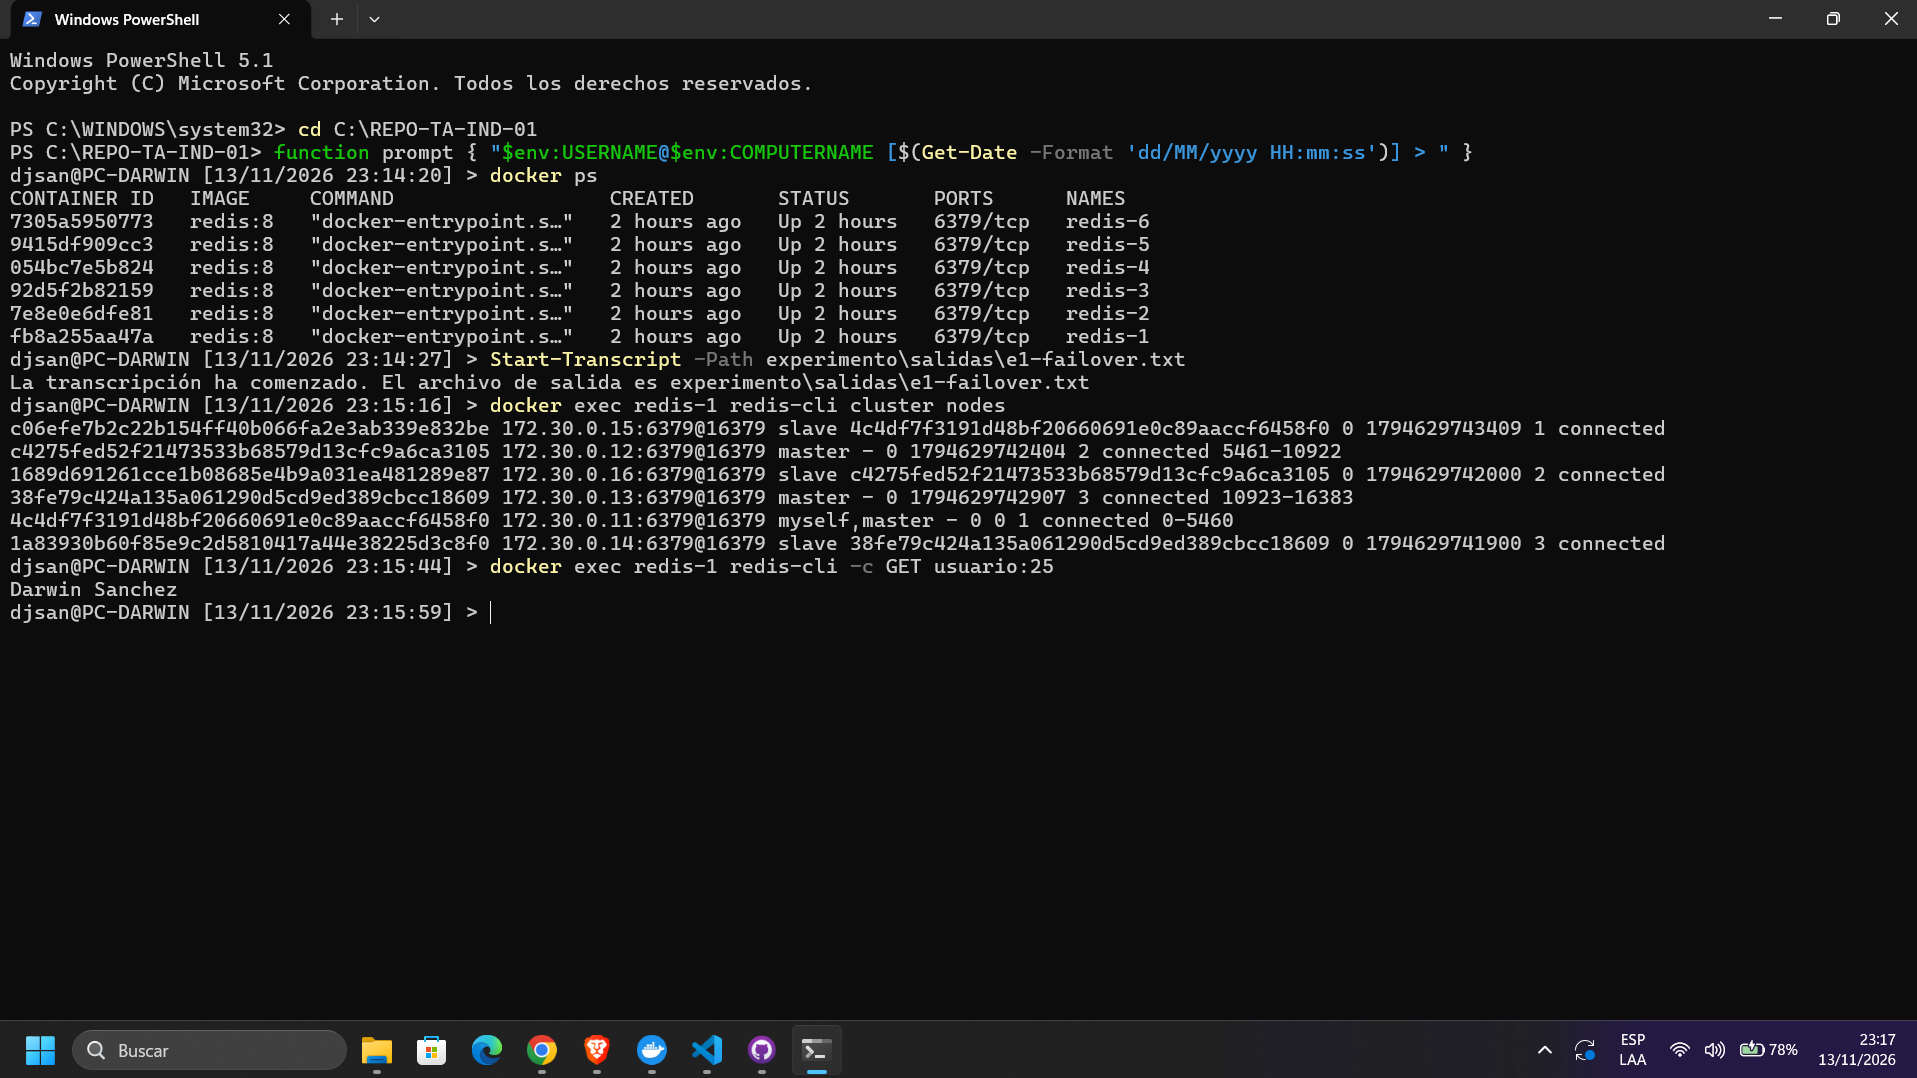 Windows PowerShell
Windows PowerShell 5.1
Copyright (C) Microsoft Corporation. Todos los derechos reservados.
PS C:\WINDOWS\system32> cd C:\REPO-TA-IND-01
PS C:\REPO-TA-IND-01> function prompt { "$env:USERNAME@$env:COMPUTERNAME [$(Get-Date -Format 'dd/MM/yyyy HH:mm:ss')] > " }
djsan@PC-DARWIN [13/11/2026 23:14:20] > docker ps
CONTAINER ID   IMAGE     COMMAND                  CREATED       STATUS       PORTS      NAMES
7305a5950773   redis:8   "docker-entrypoint.s…"   2 hours ago   Up 2 hours   6379/tcp   redis-6
9415df909cc3   redis:8   "docker-entrypoint.s…"   2 hours ago   Up 2 hours   6379/tcp   redis-5
054bc7e5b824   redis:8   "docker-entrypoint.s…"   2 hours ago   Up 2 hours   6379/tcp   redis-4
92d5f2b82159   redis:8   "docker-entrypoint.s…"   2 hours ago   Up 2 hours   6379/tcp   redis-3
7e8e0e6dfe81   redis:8   "docker-entrypoint.s…"   2 hours ago   Up 2 hours   6379/tcp   redis-2
fb8a255aa47a   redis:8   "docker-entrypoint.s…"   2 hours ago   Up 2 hours   6379/tcp   redis-1
djsan@PC-DARWIN [13/11/2026 23:14:27] > Start-Transcript -Path experimento\salidas\e1-failover.txt
La transcripción ha comenzado. El archivo de salida es experimento\salidas\e1-failover.txt
djsan@PC-DARWIN [13/11/2026 23:15:16] > docker exec redis-1 redis-cli cluster nodes
c06efe7b2c22b154ff40b066fa2e3ab339e832be 172.30.0.15:6379@16379 slave 4c4df7f3191d48bf20660691e0c89aaccf6458f0 0 1794629743409 1 connected
c4275fed52f21473533b68579d13cfc9a6ca3105 172.30.0.12:6379@16379 master - 0 1794629742404 2 connected 5461-10922
1689d691261cce1b08685e4b9a031ea481289e87 172.30.0.16:6379@16379 slave c4275fed52f21473533b68579d13cfc9a6ca3105 0 1794629742000 2 connected
38fe79c424a135a061290d5cd9ed389cbcc18609 172.30.0.13:6379@16379 master - 0 1794629742907 3 connected 10923-16383
4c4df7f3191d48bf20660691e0c89aaccf6458f0 172.30.0.11:6379@16379 myself,master - 0 0 1 connected 0-5460
1a83930b60f85e9c2d5810417a44e38225d3c8f0 172.30.0.14:6379@16379 slave 38fe79c424a135a061290d5cd9ed389cbcc18609 0 1794629741900 3 connected
djsan@PC-DARWIN [13/11/2026 23:15:44] > docker exec redis-1 redis-cli -c GET usuario:25
Darwin Sanchez
djsan@PC-DARWIN [13/11/2026 23:15:59] >
Buscar
ESP
LAA
78%
23:17
13/11/2026